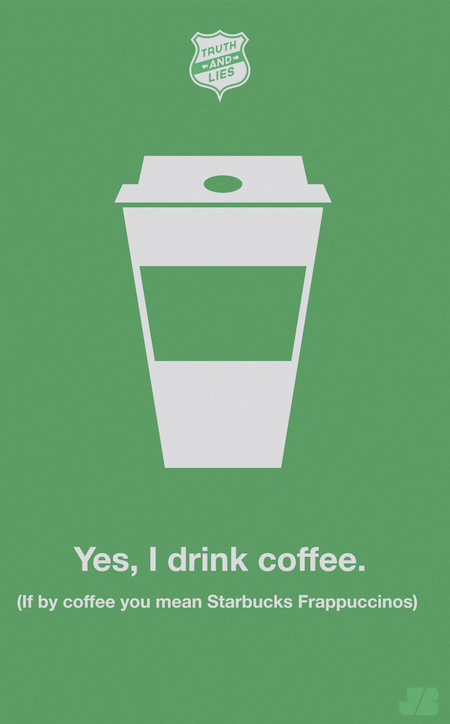 TRUTH
AND
LIES
Yes, I drink coffee.
(If by coffee you mean Starbucks Frappuccinos)
JB